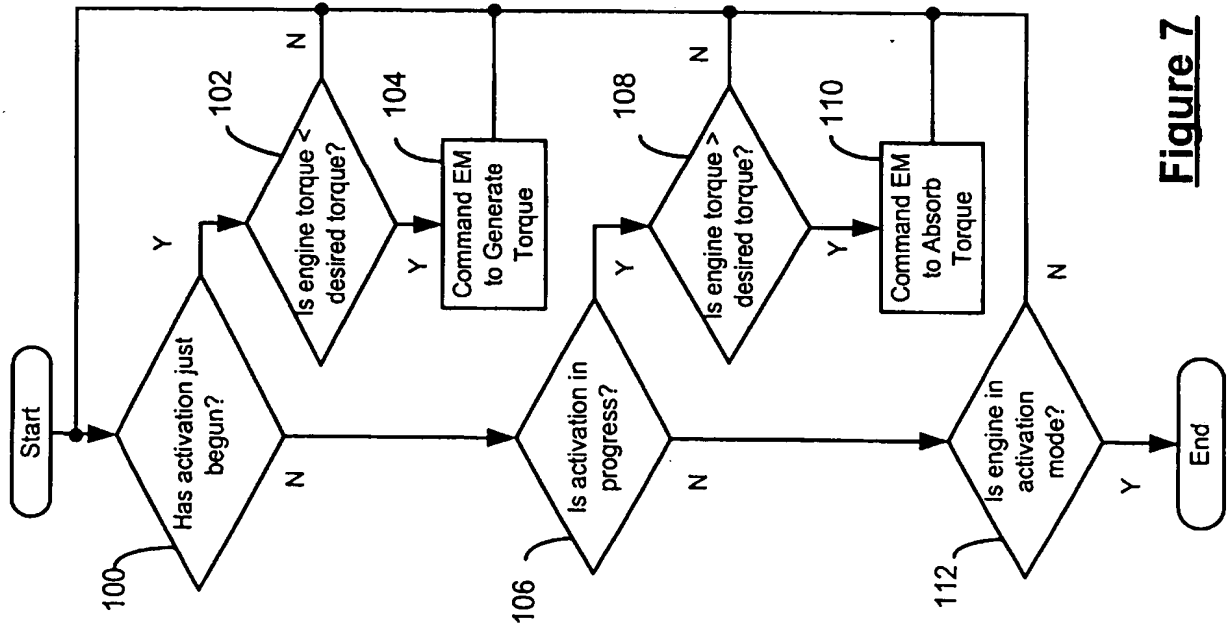 Start
100
Has activation just
begun?
Y
N
102
Is engine torque <
desired torque?
N
Y
104
Command EM
to Generate
Torque
106
Is activation in
progress?
Y
N
108
Is engine torque >
desired torque?
N
Y
110
Command EM
to Absorb
Torque
112
Is engine in
activation
mode?
N
Y
End
Figure 7